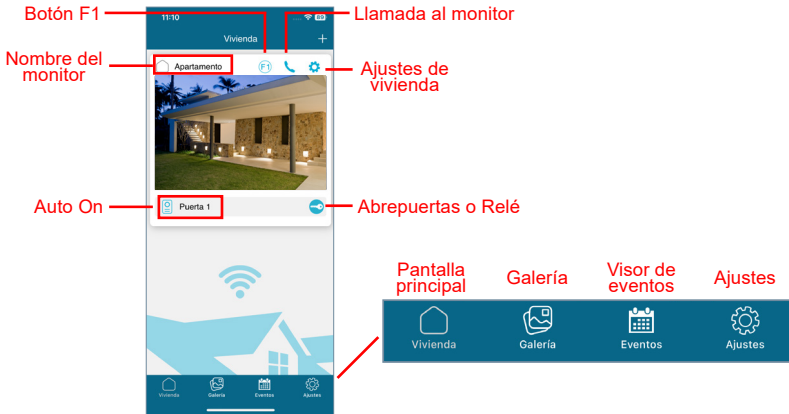 Botón F1
Llamada al monitor
11:10
89
Vivienda
+
Nombre del
monitor
Apartamento
F1
Ajustes de
vivienda
Auto On
Puerta 1
Abrepuertas o Relé
Pantalla
principal
Galería
Visor de
eventos
Ajustes
Vivienda
Galería
Eventos
Ajustes
Vivienda
Galería
Eventos
Ajustes